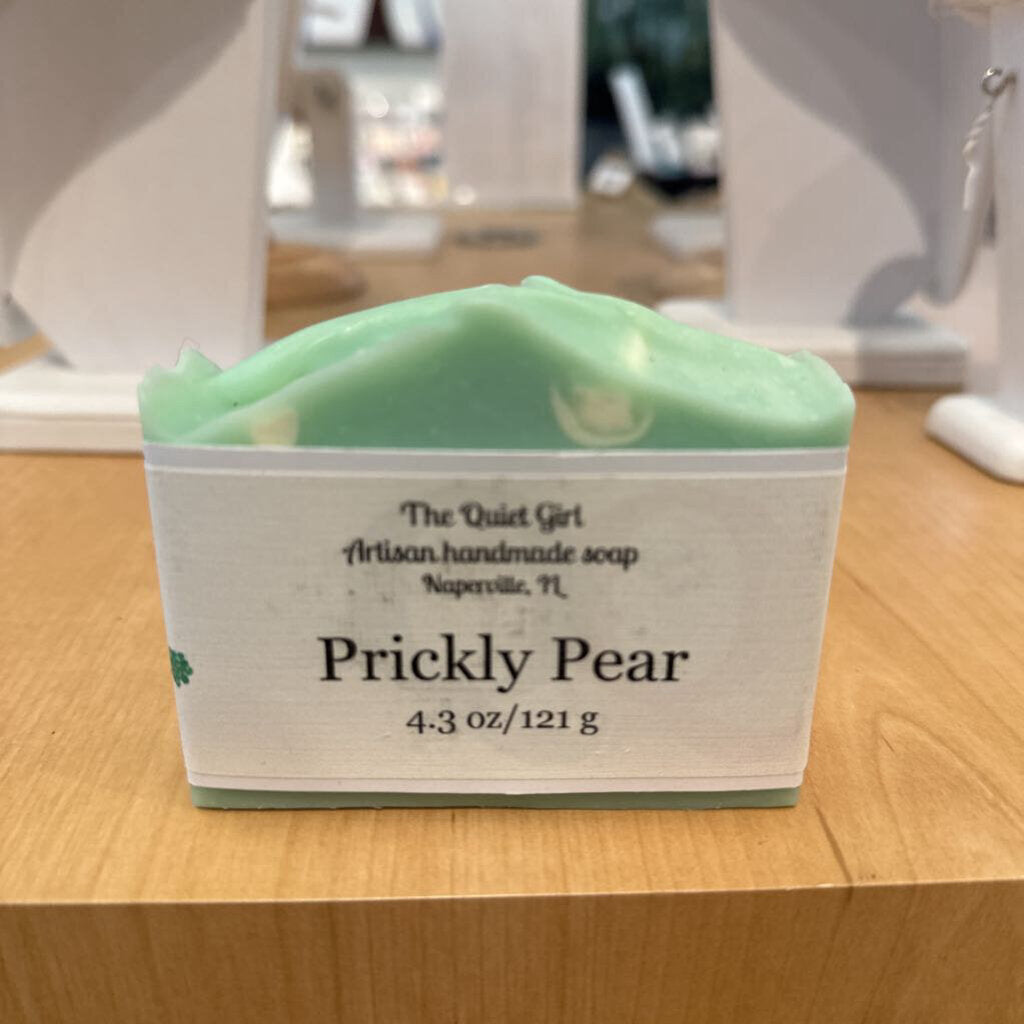 The Quiet Girl
Artisan handmade soap
Naperville, IL
Prickly Pear
4.3 oz/121 g